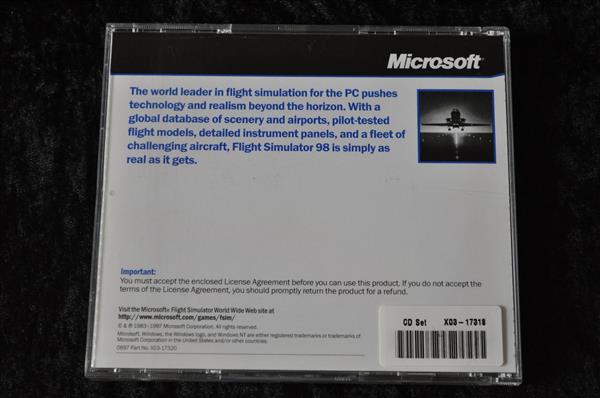 Microsoft®
The world leader in flight simulation for the PC pushes
technology and realism beyond the horizon. With a
global database of scenery and airports, pilot-tested
flight models, detailed instrument panels, and a fleet of
challenging aircraft, Flight Simulator 98 is simply as
real as it gets.
Important:
You must accept the enclosed License Agreement before you can use this product. If you do not accept the
terms of the License Agreement, you should promptly return the product for a refund.
Visit the Microsoft® Flight Simulator World Wide Web site at
http://www.microsoft.com/games/fsim/
© & ℗ 1983–1997 Microsoft Corporation. All rights reserved.
Microsoft, Windows, the Windows logo, and Windows NT are either registered trademarks or trademarks of
Microsoft Corporation in the United States and/or other countries.
0897 Part No. X03-17320
CD Set X03-17318